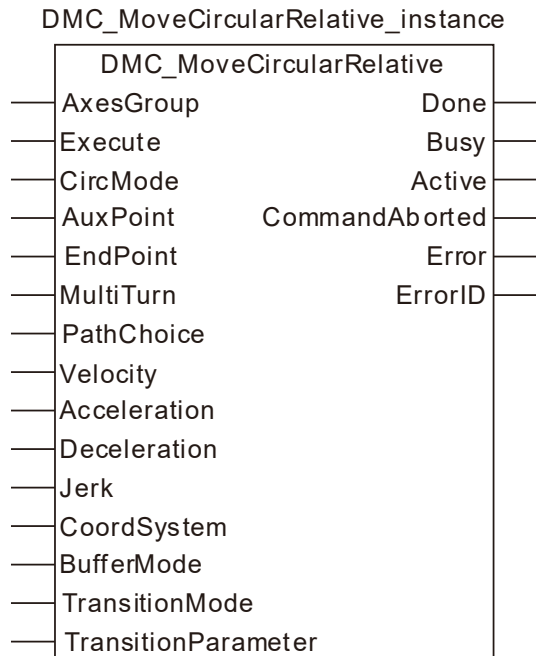 DMC_MoveCircularRelative_instance
DMC_MoveCircularRelative
AxesGroup Done
Execute Busy
CircMode Active
AuxPoint CommandAborted
EndPoint Error
MultiTurn ErrorID
PathChoice
Velocity
Acceleration
Deceleration
Jerk
CoordSystem
BufferMode
TransitionMode
TransitionParameter